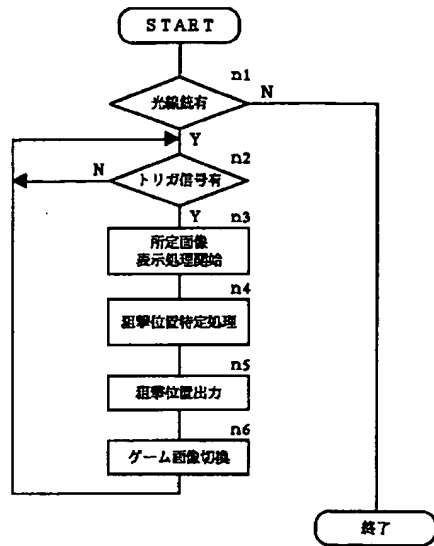 START
n1
光線銃有
N
Y
n2
N
トリガ信号有
Y
n3
所定画像
表示処理開始
n4
狙撃位置特定処理
n5
狙撃位置出力
n6
ゲーム画像切換
終了